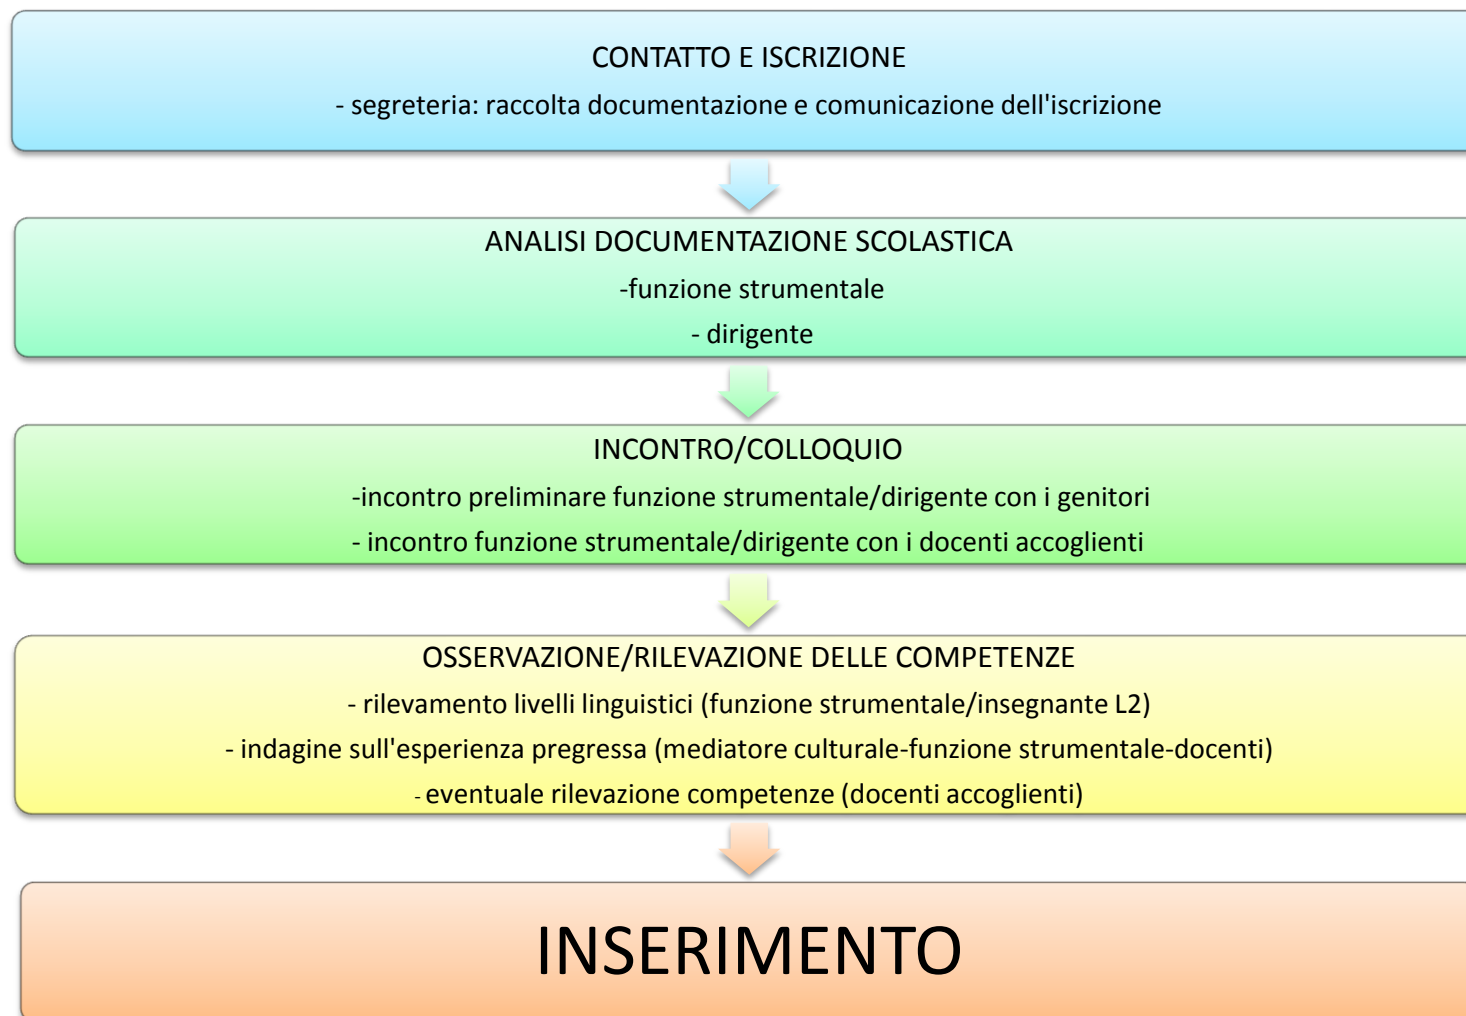 CONTATTO E ISCRIZIONE
- segreteria: raccolta documentazione e comunicazione dell'iscrizione
ANALISI DOCUMENTAZIONE SCOLASTICA
-funzione strumentale
- dirigente
INCONTRO/COLLOQUIO
-incontro preliminare funzione strumentale/dirigente con i genitori
- incontro funzione strumentale/dirigente con i docenti accoglienti
OSSERVAZIONE/RILEVAZIONE DELLE COMPETENZE
- rilevamento livelli linguistici (funzione strumentale/insegnante L2)
- indagine sull'esperienza pregressa (mediatore culturale-funzione strumentale-docenti)
- eventuale rilevazione competenze (docenti accoglienti)
INSERIMENTO